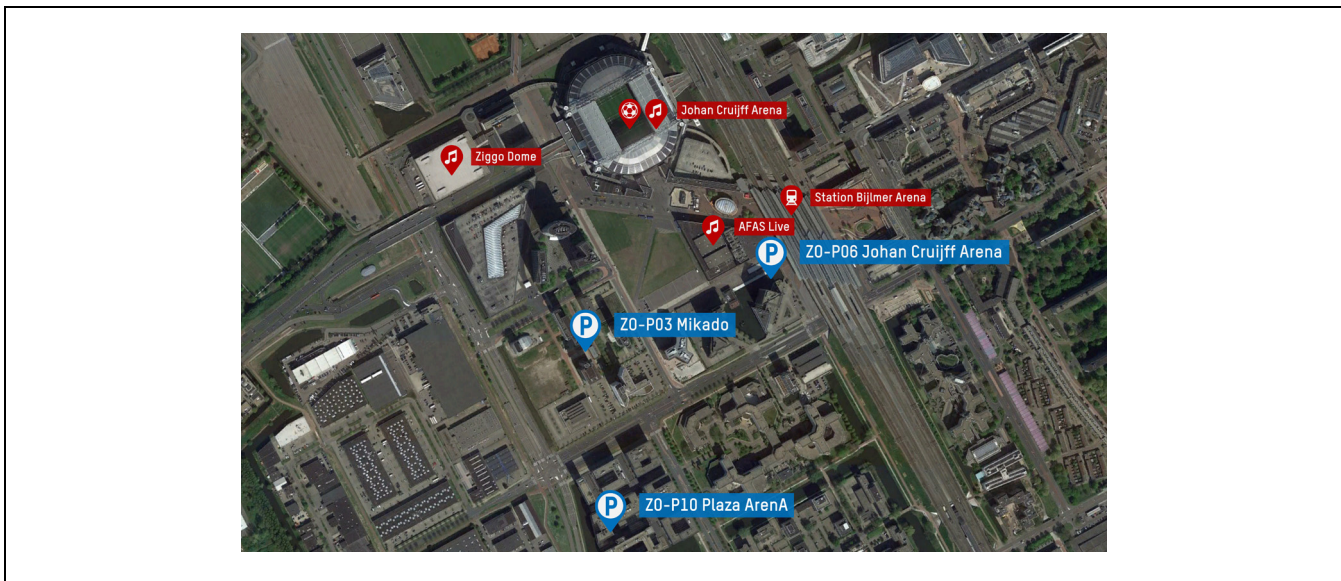 Johan Cruijff Arena
Ziggo Dome
Station Bijlmer Arena
AFAS Live
P ZO-P06 Johan Cruijff Arena
P ZO-P03 Mikado
P ZO-P10 Plaza ArenA